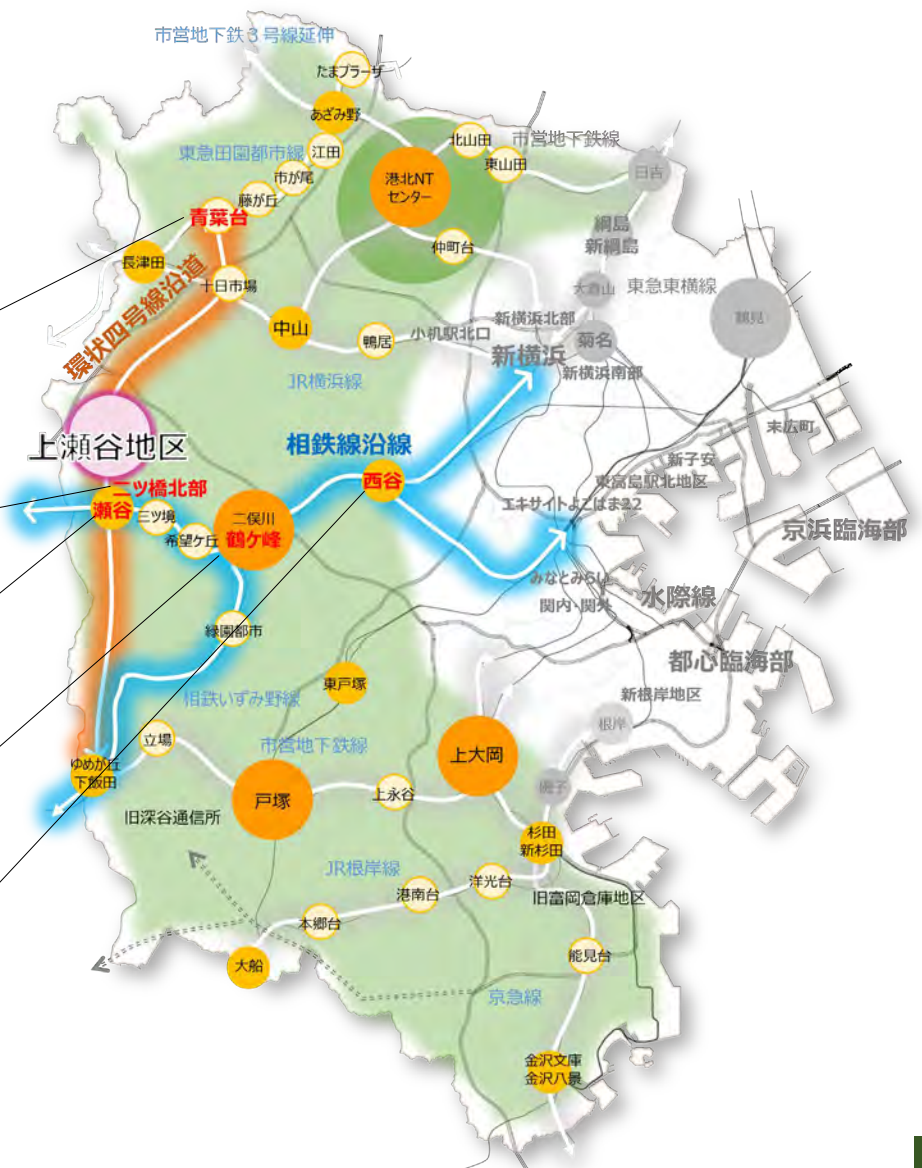 市営地下鉄3号線延伸
たまプラーザ
あざみ野
北山田
市営地下鉄線
東山田
日吉
東急田園都市線
江田
市が尾
藤が丘
青葉台
港北NT
センター
綱島
新綱島
仲町台
長津田
十日市場
大倉山
東急東横線
環状四号線沿道
中山
鴨居
小机駅北口
新横浜北部
菊名
鶴見
新横浜
新横浜南部
JR横浜線
上瀬谷地区
相鉄線沿線
末広町
二ツ橋北部
瀬谷
三ツ境
希望ケ丘
二俣川
鶴ケ峰
西谷
新子安
東高島駅北地区
エキサイトよこはま22
京浜臨海部
みなとみらい
関内・関外
水際線
緑園都市
都心臨海部
東戸塚
新根岸地区
相鉄いずみ野線
根岸
立場
市営地下鉄線
上大岡
ゆめが丘
下飯田
戸塚
上永谷
磯子
旧深谷通信所
杉田
新杉田
JR根岸線
洋光台
港南台
旧富岡倉庫地区
本郷台
大船
能見台
京急線
金沢文庫
金沢八景